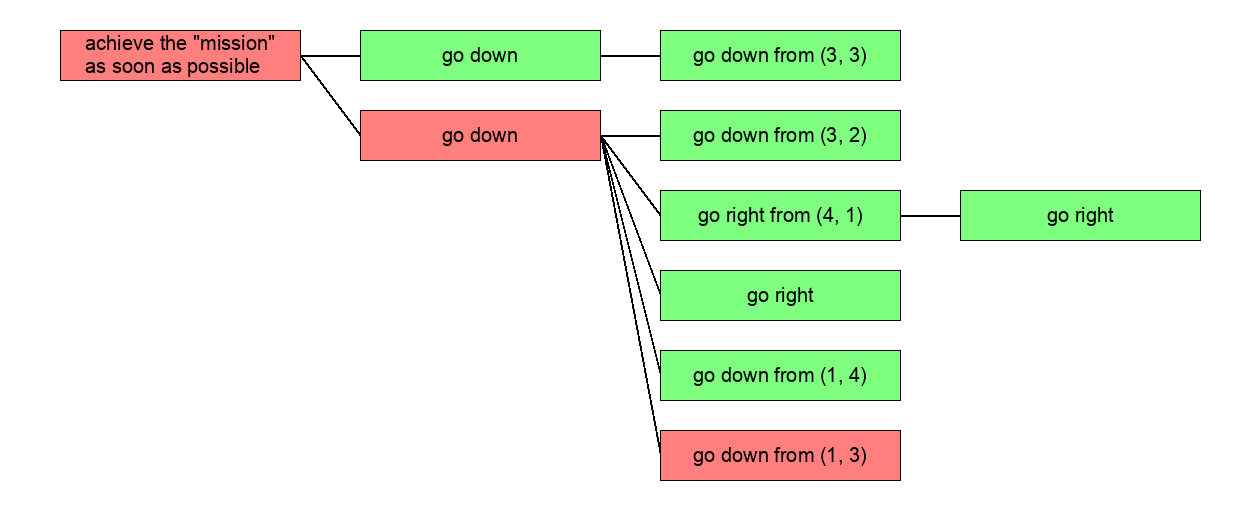 achieve the "mission"
as soon as possible
go down
go down from (3, 3)
go down
go down from (3, 2)
go right from (4, 1)
go right
go right
go down from (1, 4)
go down from (1, 3)